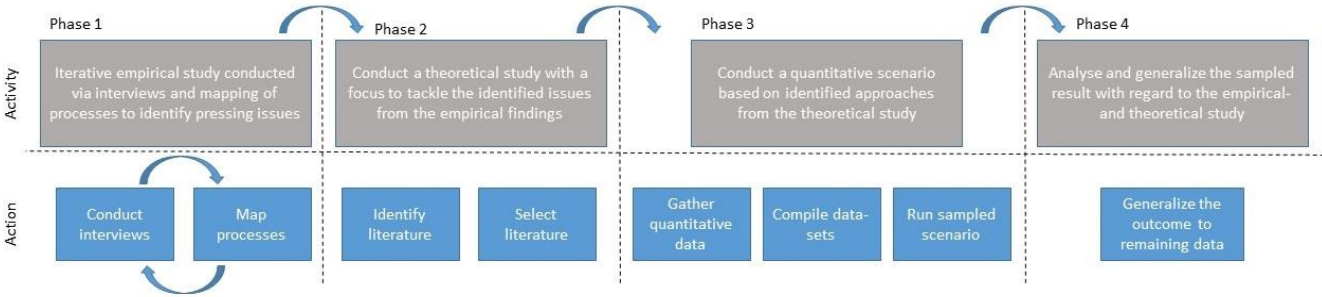 Phase 1
Phase 2
Phase 3
Phase 4
Activity
Iterative empirical study conducted
via interviews and mapping of
processes to identify pressing issues
Conduct a theoretical study with a
focus to tackle the identified issues
from the empirical findings
Conduct a quantitative scenario
based on identified approaches
from the theoretical study
Analyse and generalize the sampled
result with regard to the empirical-
and theoretical study
Action
Conduct
interviews
Map
processes
Identify
literature
Select
literature
Gather
quantitative
data
Compile data-
sets
Run sampled
scenario
Generalize the
outcome to
remaining data